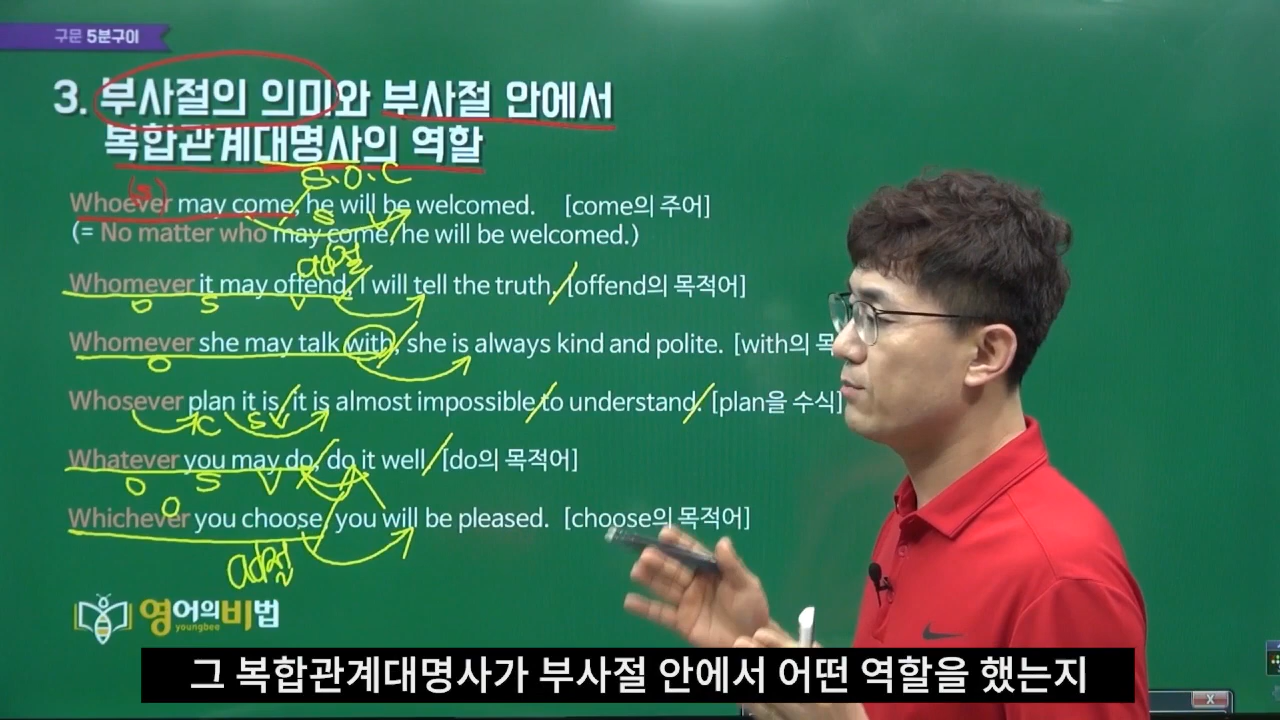 구문 5분구이
3. 부사절의 의미와 부사절 안에서
복합관계대명사의 역할
(s)
S.O.C
Whoever may come, he will be welcomed. [come의 주어]
S
(= No matter who may come, he will be welcomed.)
ad절
Whomever it may offend, I will tell the truth. [offend의 목적어]
O S V
Whomever she may talk with, she is always kind and polite. [with의 목
O
Whosever plan it is, it is almost impossible to understand. [plan을 수식]
C S V
Whatever you may do, do it well. [do의 목적어]
O S V
O
Whichever you choose, you will be pleased. [choose의 목적어]
ad절
영어의비법
youngbee
그 복합관계대명사가 부사절 안에서 어떤 역할을 했는지
X